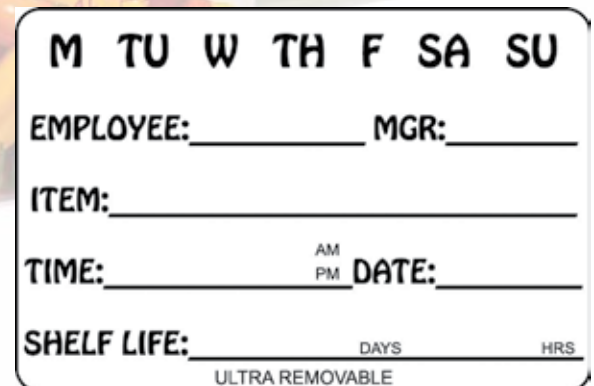 M TU W TH F SA SU
EMPLOYEE: MGR:
ITEM:
TIME: AM PM DATE:
SHELF LIFE: DAYS HRS
ULTRA REMOVABLE